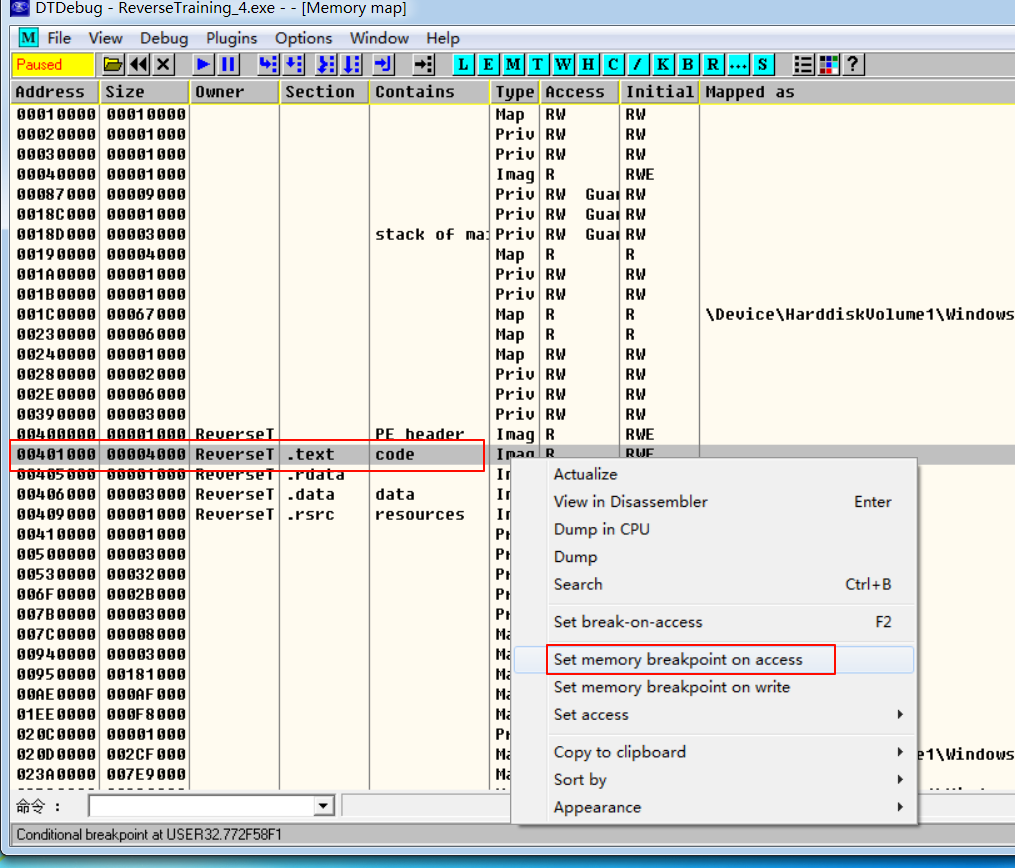 DTDebug - ReverseTraining_4.exe - - [Memory map]
M File View Debug Plugins Options Window Help
Paused L E M T W H C / K B R ... S ?
Address Size Owner Section Contains Type Access Initial Mapped as
00010000 00010000 Map RW RW
00020000 00001000 Priv RW RW
00030000 00001000 Priv RW RW
00040000 00001000 Imag R RWE
00087000 00009000 Priv RW Guar RW
0018C000 00001000 Priv RW Guar RW
0018D000 00003000 stack of mai Priv RW Guar RW
00190000 00004000 Map R R
001A0000 00001000 Priv RW RW
001B0000 00001000 Priv RW RW
001C0000 00067000 Map R R \Device\HarddiskVolume1\Windows
00230000 00006000 Map R R
00240000 00001000 Map RW RW
00280000 00002000 Priv RW RW
002E0000 00006000 Priv RW RW
00390000 00003000 Priv RW RW
00400000 00001000 ReverseT PE header Imag R RWE
00401000 00004000 ReverseT .text code Imag R RWE
00405000 00001000 ReverseT .rdata
00406000 00003000 ReverseT .data data
00409000 00001000 ReverseT .rsrc resources
00410000 00001000
00500000 00003000
00530000 00032000
006F0000 0002B000
007B0000 00003000
007C0000 00008000
00940000 00003000
00950000 00181000
00AE0000 000AF000
01EE0000 000F8000
020C0000 00001000
020D0000 002CF000 e1\Windows
023A0000 007E9000
Actualize
View in Disassembler Enter
Dump in CPU
Dump
Search Ctrl+B
Set break-on-access F2
Set memory breakpoint on access
Set memory breakpoint on write
Set access
Copy to clipboard
Sort by
Appearance
命令 :
Conditional breakpoint at USER32.772F58F1